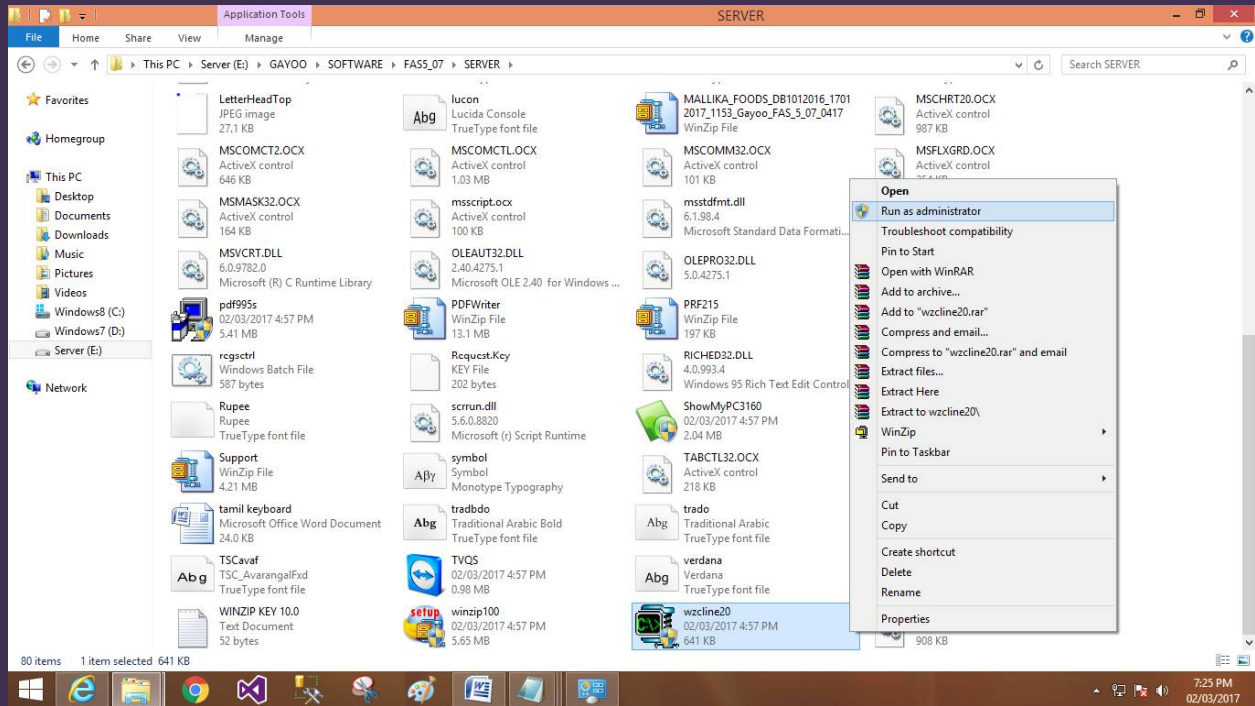 Application Tools
SERVER
File
Home
Share
View
Manage
This PC
Server (E:)
GAYOO
SOFTWARE
FAS5_07
SERVER
Search SERVER
Favorites
Homegroup
This PC
Desktop
Documents
Downloads
Music
Pictures
Videos
Windows8 (C:)
Windows7 (D:)
Server (E:)
Network
LetterHeadTop
JPEG image
27.1 KB
Abg
lucon
Lucida Console
TrueType font file
MALLIKA_FOODS_DB1012016_1701
2017_1153_Gayoo_FAS_5_07_0417
WinZip File
MSCHRT20.OCX
ActiveX control
987 KB
MSCOMCT2.OCX
ActiveX control
646 KB
MSCOMCTL.OCX
ActiveX control
1.03 MB
MSCOMM32.OCX
ActiveX control
101 KB
MSFLXGRD.OCX
ActiveX control
MSMASK32.OCX
ActiveX control
164 KB
msscript.ocx
ActiveX control
100 KB
msstdfmt.dll
6.1.98.4
Microsoft Standard Data Formati...
MSVCRT.DLL
6.0.9782.0
Microsoft (R) C Runtime Library
OLEAUT32.DLL
2.40.4275.1
Microsoft OLE 2.40 for Windows ...
OLEPRO32.DLL
5.0.4275.1
pdf995s
02/03/2017 4:57 PM
5.41 MB
PDFWriter
WinZip File
13.1 MB
PRF215
WinZip File
197 KB
regsctrl
Windows Batch File
587 bytes
Request.Key
KEY File
202 bytes
RICHED32.DLL
4.0.993.4
Windows 95 Rich Text Edit Control
Rupee
Rupee
TrueType font file
scrrun.dll
5.6.0.8820
Microsoft (r) Script Runtime
ShowMyPC3160
02/03/2017 4:57 PM
2.04 MB
Support
WinZip File
4.21 MB
Aβγ
symbol
Symbol
Monotype Typography
TABCTL32.OCX
ActiveX control
218 KB
tamil keyboard
Microsoft Office Word Document
24.0 KB
Abg
tradbdo
Traditional Arabic Bold
TrueType font file
Abg
trado
Traditional Arabic
TrueType font file
Abg
TSCavaf
TSC_AvarangalFxd
TrueType font file
TVQS
02/03/2017 4:57 PM
0.98 MB
Abg
verdana
Verdana
TrueType font file
WINZIP KEY 10.0
Text Document
52 bytes
setup
winzip100
02/03/2017 4:57 PM
5.65 MB
C:\
wzcline20
02/03/2017 4:57 PM
641 KB
908 KB
Open
Run as administrator
Troubleshoot compatibility
Pin to Start
Open with WinRAR
Add to archive...
Add to "wzcline20.rar"
Compress and email...
Compress to "wzcline20.rar" and email
Extract files...
Extract Here
Extract to wzcline20\
WinZip
Pin to Taskbar
Send to
Cut
Copy
Create shortcut
Delete
Rename
Properties
80 items
1 item selected 641 KB
7:25 PM
02/03/2017